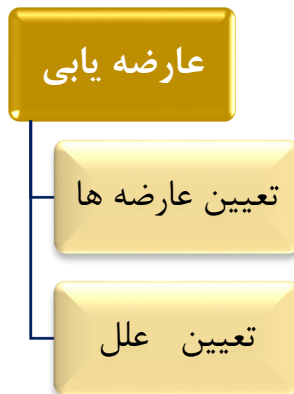 عارضه یابی
تعیین عارضه ها
تعیین علل